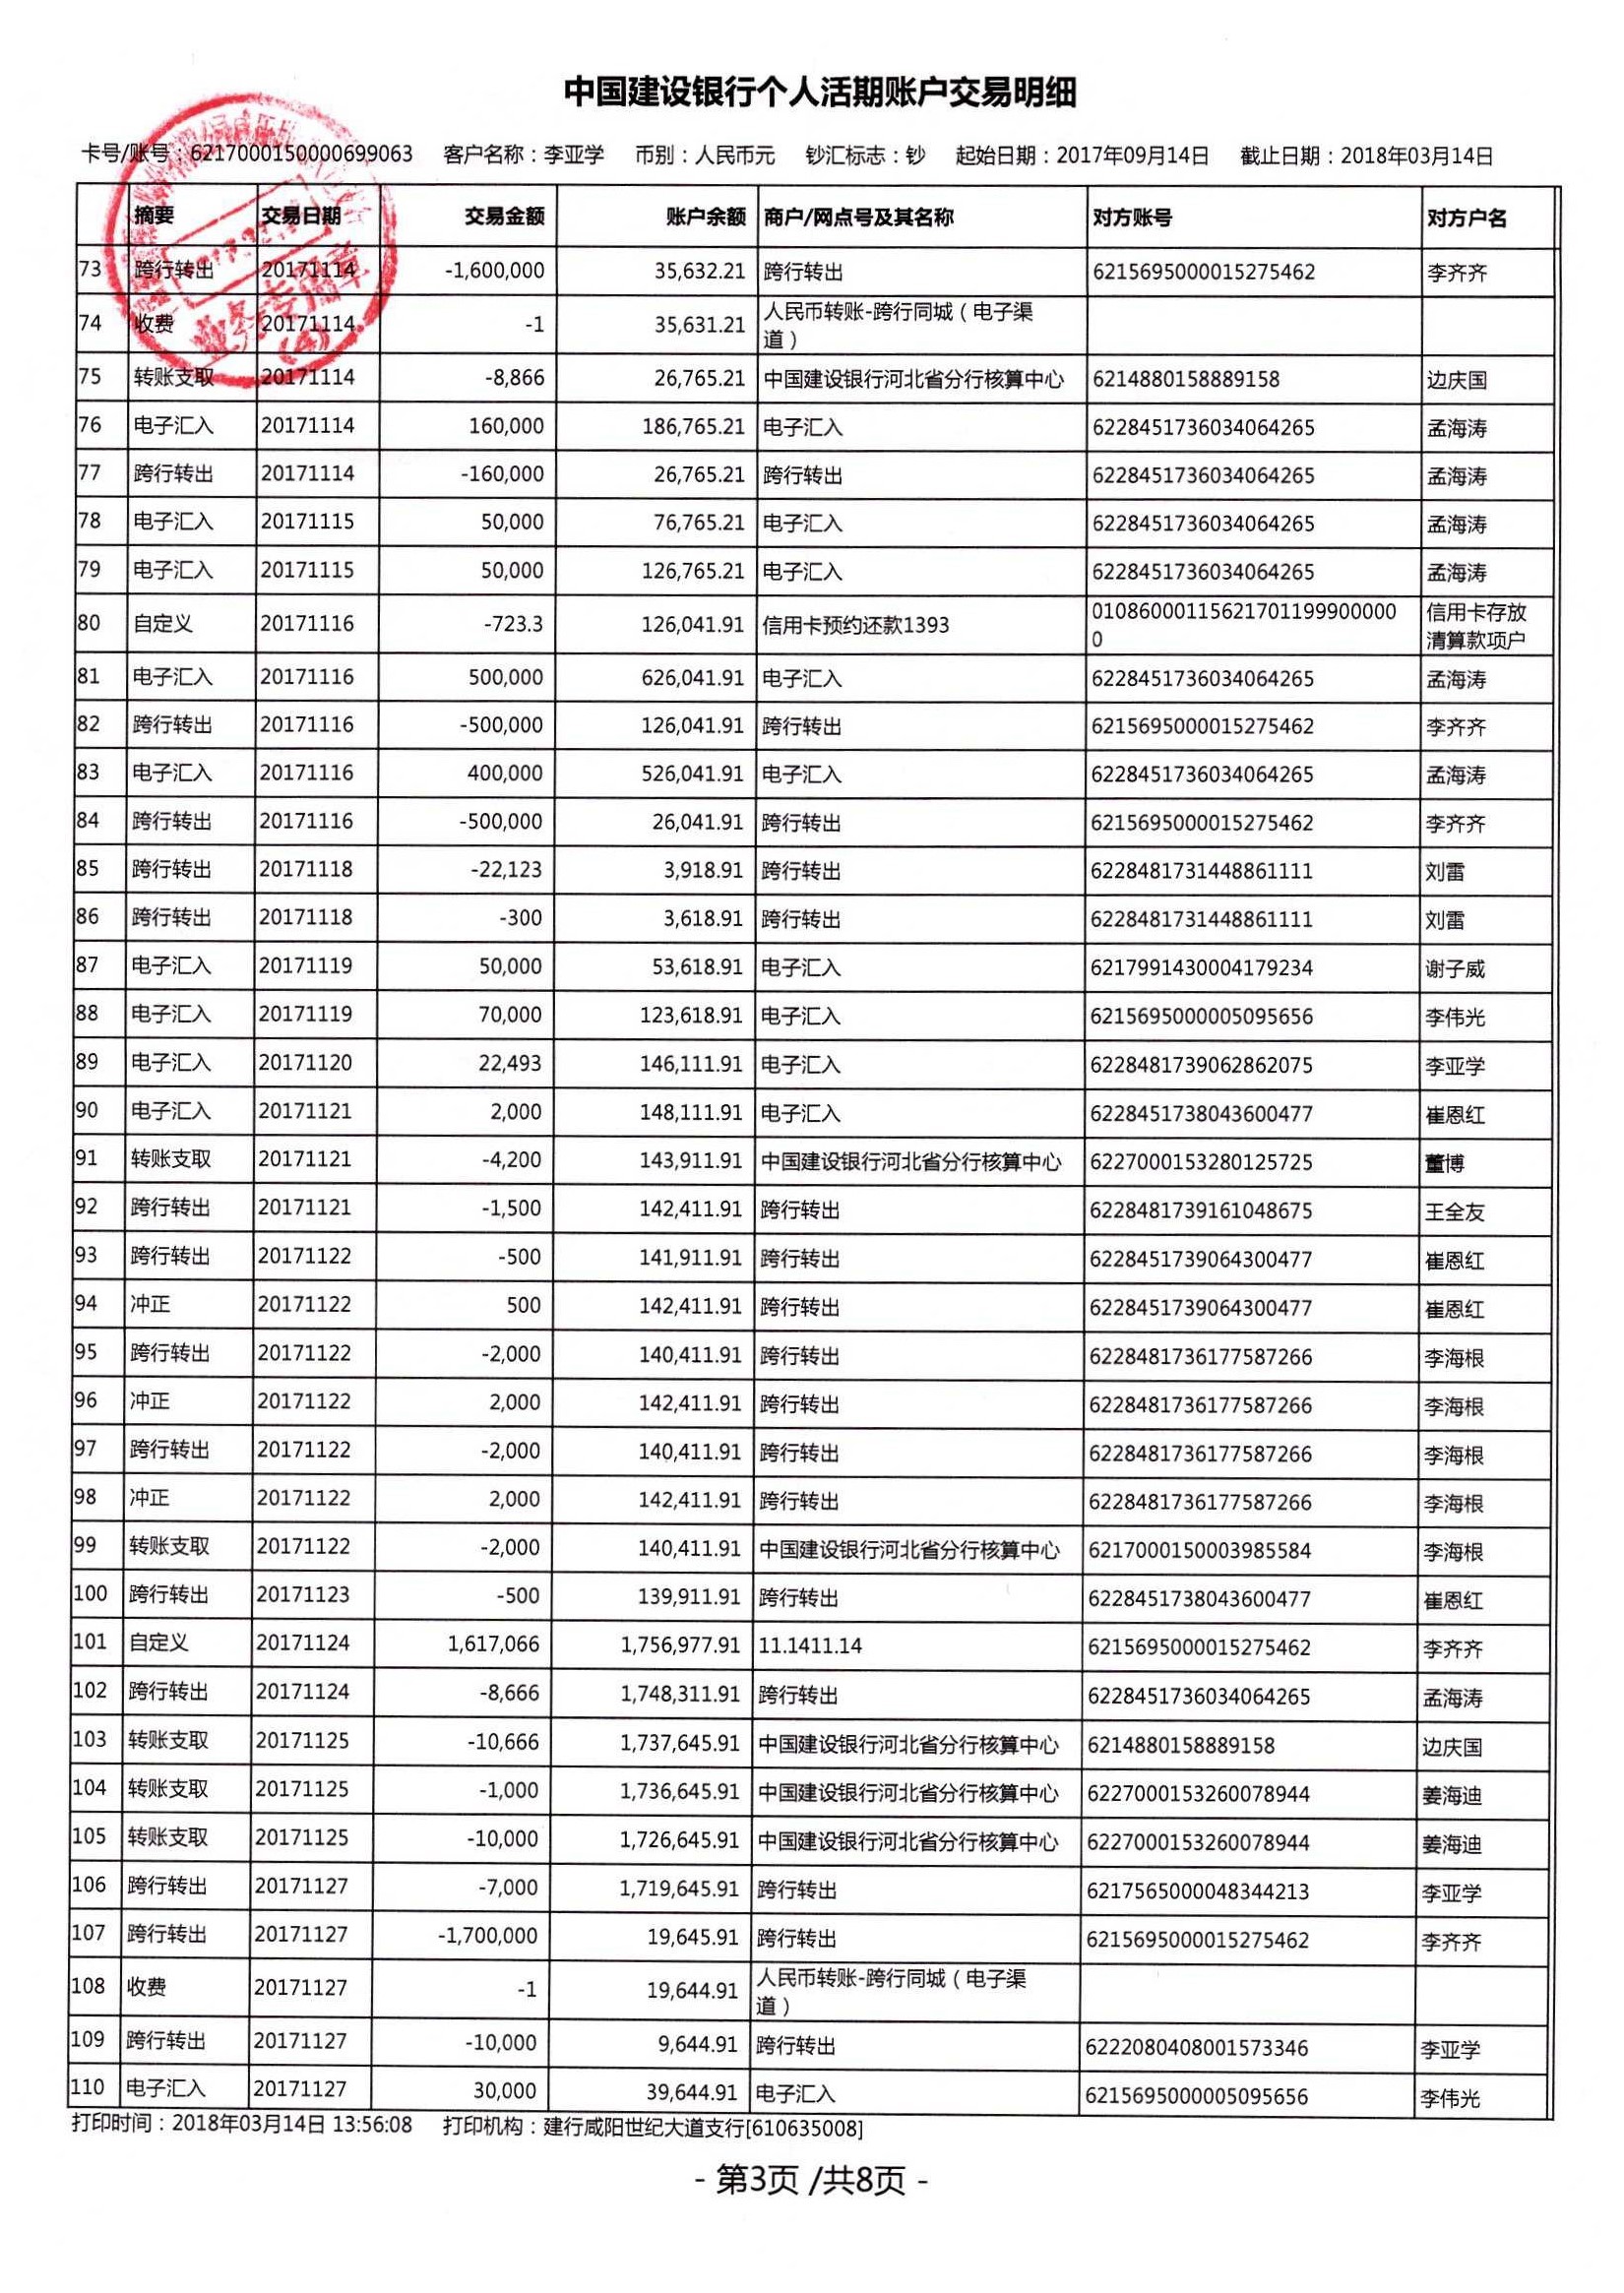 中国建设银行个人活期账户交易明细
卡号/账号：6217000150000699063 客户名称：李亚学 币别：人民币元 钞汇标志：钞 起始日期：2017年09月14日 截止日期：2018年03月14日
摘要 交易日期 交易金额 账户余额 商户/网点号及其名称 对方账号 对方户名
73 跨行转出 20171114 -1,600,000 35,632.21 跨行转出 6215695000015275462 李齐齐
74 收费 20171114 -1 35,631.21 人民币转账-跨行同城（电子渠
道）
75 转账支取 20171114 -8,866 26,765.21 中国建设银行河北省分行核算中心 6214880158889158 边庆国
76 电子汇入 20171114 160,000 186,765.21 电子汇入 6228451736034064265 孟海涛
77 跨行转出 20171114 -160,000 26,765.21 跨行转出 6228451736034064265 孟海涛
78 电子汇入 20171115 50,000 76,765.21 电子汇入 6228451736034064265 孟海涛
79 电子汇入 20171115 50,000 126,765.21 电子汇入 6228451736034064265 孟海涛
80 自定义 20171116 -723.3 126,041.91 信用卡预约还款1393 010860001156217011999000000 信用卡存放
0 清算款项户
81 电子汇入 20171116 500,000 626,041.91 电子汇入 6228451736034064265 孟海涛
82 跨行转出 20171116 -500,000 126,041.91 跨行转出 6215695000015275462 李齐齐
83 电子汇入 20171116 400,000 526,041.91 电子汇入 6228451736034064265 孟海涛
84 跨行转出 20171116 -500,000 26,041.91 跨行转出 6215695000015275462 李齐齐
85 跨行转出 20171118 -22,123 3,918.91 跨行转出 6228481731448861111 刘雷
86 跨行转出 20171118 -300 3,618.91 跨行转出 6228481731448861111 刘雷
87 电子汇入 20171119 50,000 53,618.91 电子汇入 6217991430004179234 谢子威
88 电子汇入 20171119 70,000 123,618.91 电子汇入 6215695000005095656 李伟光
89 电子汇入 20171120 22,493 146,111.91 电子汇入 6228481739062862075 李亚学
90 电子汇入 20171121 2,000 148,111.91 电子汇入 6228451738043600477 崔恩红
91 转账支取 20171121 -4,200 143,911.91 中国建设银行河北省分行核算中心 6227000153280125725 董博
92 跨行转出 20171121 -1,500 142,411.91 跨行转出 6228481739161048675 王全友
93 跨行转出 20171122 -500 141,911.91 跨行转出 6228451739064300477 崔恩红
94 冲正 20171122 500 142,411.91 跨行转出 6228451739064300477 崔恩红
95 跨行转出 20171122 -2,000 140,411.91 跨行转出 6228481736177587266 李海根
96 冲正 20171122 2,000 142,411.91 跨行转出 6228481736177587266 李海根
97 跨行转出 20171122 -2,000 140,411.91 跨行转出 6228481736177587266 李海根
98 冲正 20171122 2,000 142,411.91 跨行转出 6228481736177587266 李海根
99 转账支取 20171122 -2,000 140,411.91 中国建设银行河北省分行核算中心 6217000150003985584 李海根
100 跨行转出 20171123 -500 139,911.91 跨行转出 6228451738043600477 崔恩红
101 自定义 20171124 1,617,066 1,756,977.91 11.1411.14 6215695000015275462 李齐齐
102 跨行转出 20171124 -8,666 1,748,311.91 跨行转出 6228451736034064265 孟海涛
103 转账支取 20171125 -10,666 1,737,645.91 中国建设银行河北省分行核算中心 6214880158889158 边庆国
104 转账支取 20171125 -1,000 1,736,645.91 中国建设银行河北省分行核算中心 6227000153260078944 姜海迪
105 转账支取 20171125 -10,000 1,726,645.91 中国建设银行河北省分行核算中心 6227000153260078944 姜海迪
106 跨行转出 20171127 -7,000 1,719,645.91 跨行转出 6217565000048344213 李亚学
107 跨行转出 20171127 -1,700,000 19,645.91 跨行转出 6215695000015275462 李齐齐
108 收费 20171127 -1 19,644.91 人民币转账-跨行同城（电子渠
道）
109 跨行转出 20171127 -10,000 9,644.91 跨行转出 6222080408001573346 李亚学
110 电子汇入 20171127 30,000 39,644.91 电子汇入 6215695000005095656 李伟光
打印时间：2018年03月14日 13:56:08 打印机构：建行咸阳世纪大道支行[610635008]
- 第3页 /共8页 -
业务专用章
(4)